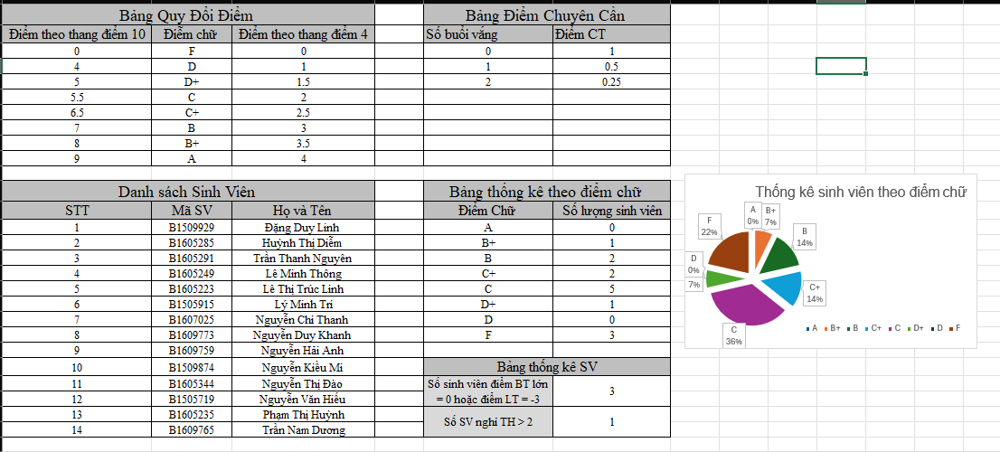 Bảng Quy Đổi Điểm
Điểm theo thang điểm 10 Điểm chữ Điểm theo thang điểm 4
0 F 0
4 D 1
5 D+ 1.5
5.5 C 2
6.5 C+ 2.5
7 B 3
8 B+ 3.5
9 A 4
Bảng Điểm Chuyên Cần
Số buổi vắng Điểm CT
0 1
1 0.5
2 0.25
Danh sách Sinh Viên
STT Mã SV Họ và Tên
1 B1509929 Đặng Duy Linh
2 B1605285 Huỳnh Thị Diễm
3 B1605291 Trần Thanh Nguyên
4 B1605249 Lê Minh Thông
5 B1605223 Lê Thị Trúc Linh
6 B1505915 Lý Minh Trí
7 B1607025 Nguyễn Chí Thanh
8 B1609773 Nguyễn Duy Khanh
9 B1609759 Nguyễn Hải Anh
10 B1509874 Nguyễn Kiều Mi
11 B1605344 Nguyễn Thị Đào
12 B1505719 Nguyễn Văn Hiếu
13 B1605235 Phạm Thị Huỳnh
14 B1609765 Trần Nam Dương
Bảng thống kê theo điểm chữ
Điểm Chữ Số lượng sinh viên
A 0
B+ 1
B 2
C+ 2
C 5
D+ 1
D 0
F 3
Bảng thống kê SV
Số sinh viên điểm BT lớn
= 0 hoặc điểm LT = -3
3
Số SV nghỉ TH > 2 1
Thống kê sinh viên theo điểm chữ
A
0%
B+
7%
B
14%
C+
14%
C
36%
7%
D
0%
F
22%
A B+ B C+ C D+ D F